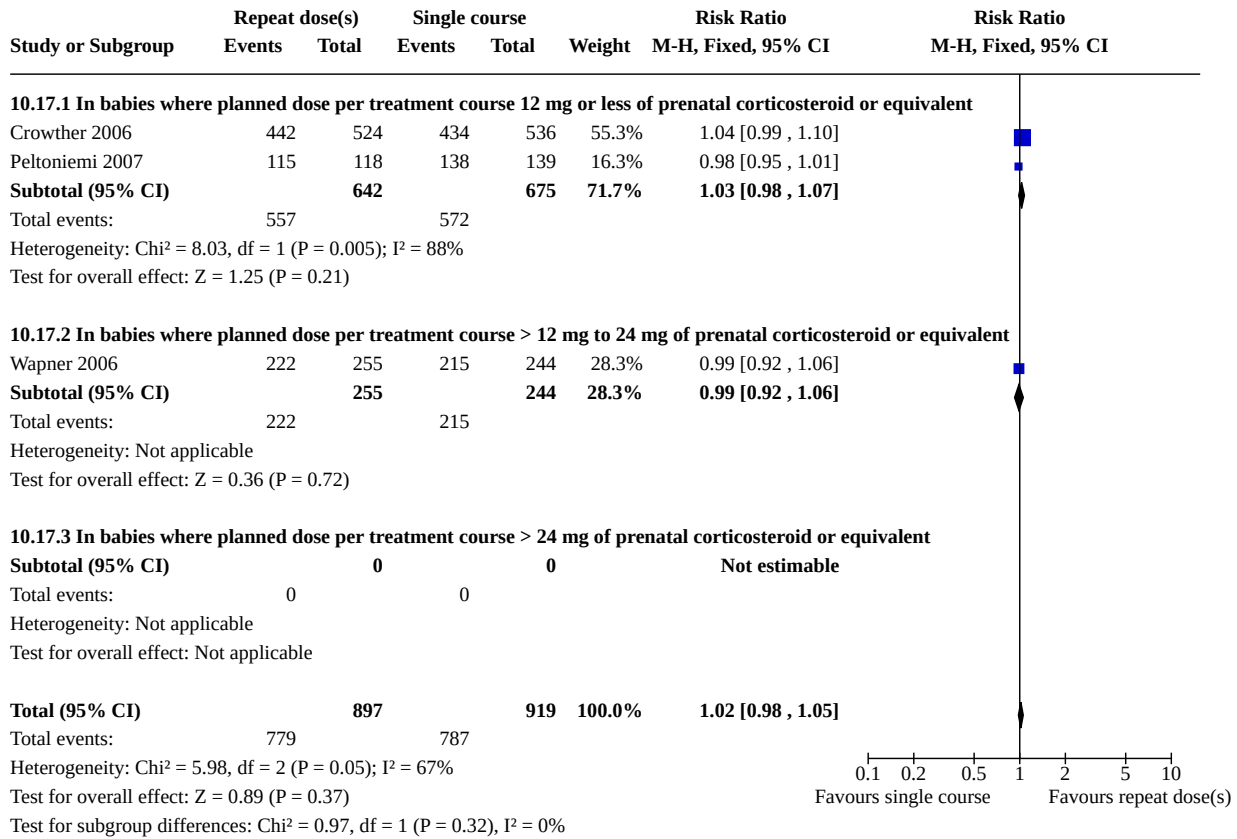 Repeat dose(s) Single course Risk Ratio Risk Ratio
Study or Subgroup Events Total Events Total Weight M-H, Fixed, 95% CI M-H, Fixed, 95% CI
10.17.1 In babies where planned dose per treatment course 12 mg or less of prenatal corticosteroid or equivalent
Crowther 2006 442 524 434 536 55.3% 1.04 [0.99 , 1.10]
Peltoniemi 2007 115 118 138 139 16.3% 0.98 [0.95 , 1.01]
Subtotal (95% CI) 642 675 71.7% 1.03 [0.98 , 1.07]
Total events: 557 572
Heterogeneity: Chi² = 8.03, df = 1 (P = 0.005); I² = 88%
Test for overall effect: Z = 1.25 (P = 0.21)
10.17.2 In babies where planned dose per treatment course > 12 mg to 24 mg of prenatal corticosteroid or equivalent
Wapner 2006 222 255 215 244 28.3% 0.99 [0.92 , 1.06]
Subtotal (95% CI) 255 244 28.3% 0.99 [0.92 , 1.06]
Total events: 222 215
Heterogeneity: Not applicable
Test for overall effect: Z = 0.36 (P = 0.72)
10.17.3 In babies where planned dose per treatment course > 24 mg of prenatal corticosteroid or equivalent
Subtotal (95% CI) 0 0 Not estimable
Total events: 0 0
Heterogeneity: Not applicable
Test for overall effect: Not applicable
Total (95% CI) 897 919 100.0% 1.02 [0.98 , 1.05]
Total events: 779 787
Heterogeneity: Chi² = 5.98, df = 2 (P = 0.05); I² = 67%
0.1 0.2 0.5 1 2 5 10
Test for overall effect: Z = 0.89 (P = 0.37)
Favours single course Favours repeat dose(s)
Test for subgroup differences: Chi² = 0.97, df = 1 (P = 0.32), I² = 0%